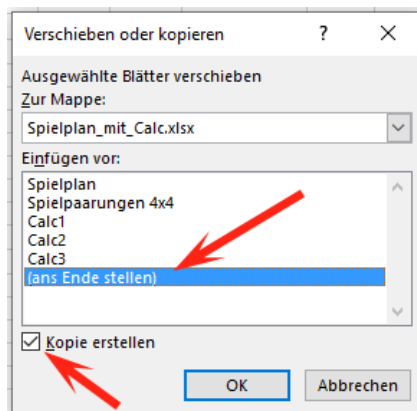 Verschieben oder kopieren ?
Ausgewählte Blätter verschieben
Zur Mappe:
Spielplan_mit_Calc.xlsx
Einfügen vor:
Spielplan
Spielpaarungen 4x4
Calc1
Calc2
Calc3
(ans Ende stellen)
Kopie erstellen
OK Abbrechen